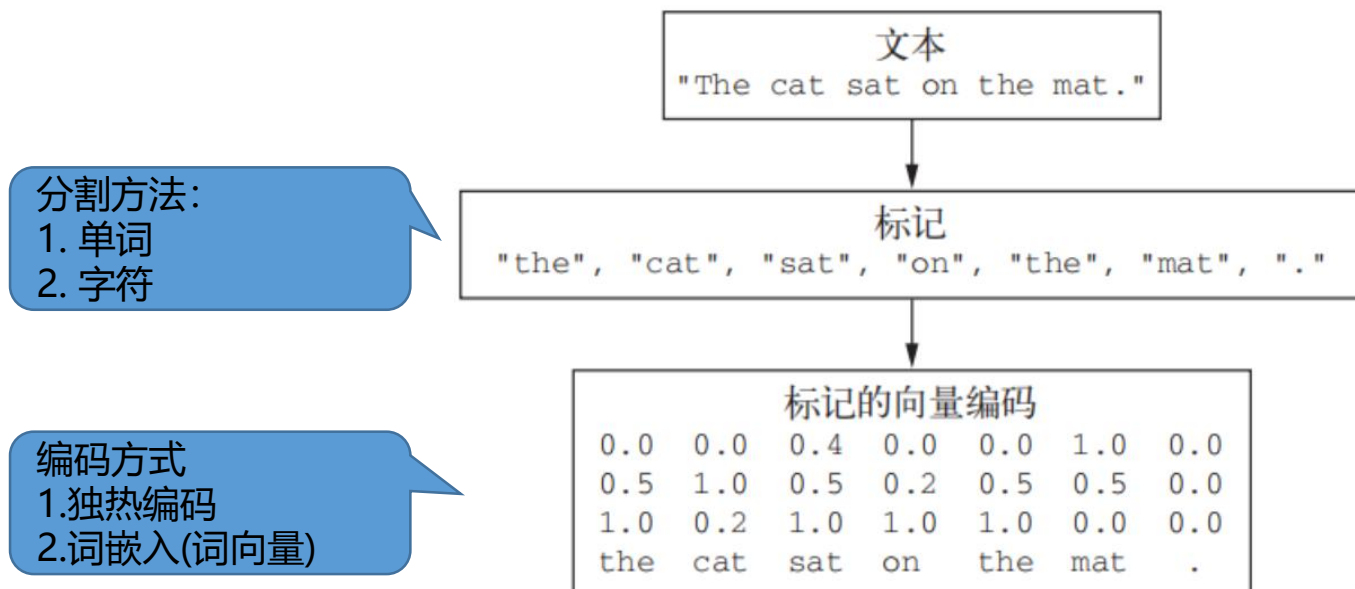 文本
"The cat sat on the mat."
分割方法：
1. 单词
2. 字符
标记
"the", "cat", "sat", "on", "the", "mat", "."
编码方式
1.独热编码
2.词嵌入(词向量)
标记的向量编码
0.0 0.0 0.4 0.0 0.0 1.0 0.0
0.5 1.0 0.5 0.2 0.5 0.5 0.0
1.0 0.2 1.0 1.0 1.0 0.0 0.0
the cat sat on the mat .